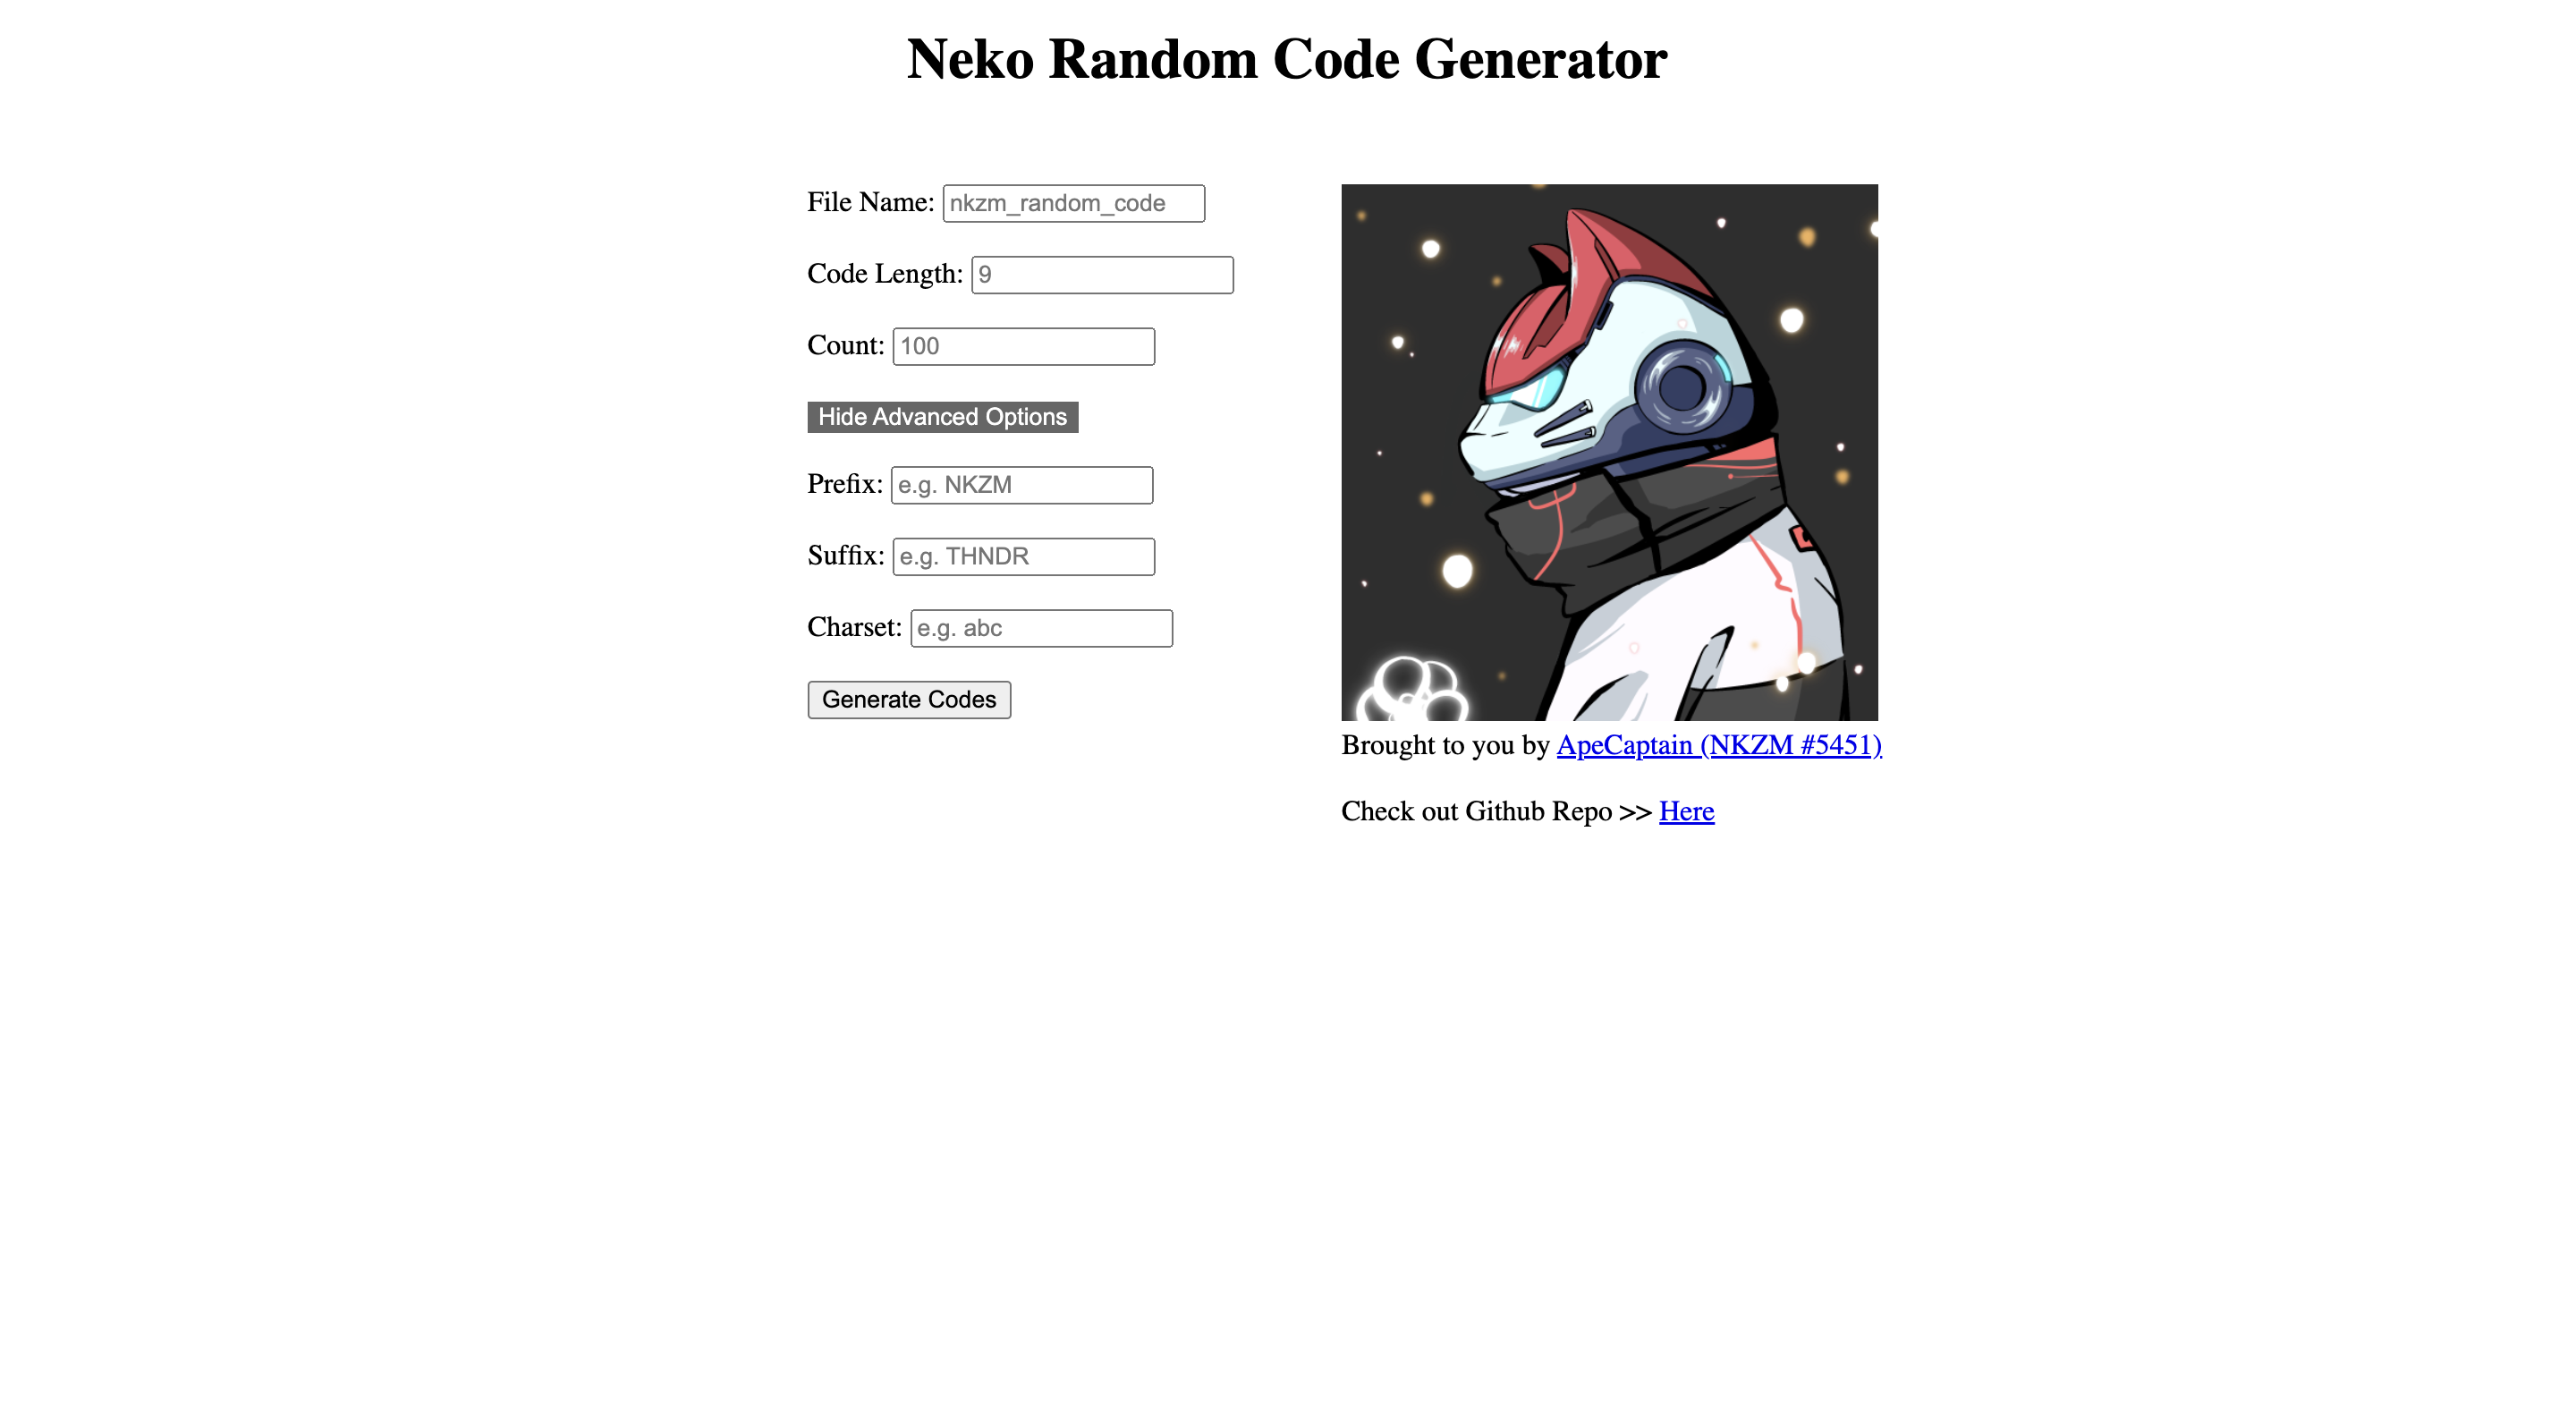 Neko Random Code Generator
File Name: nkzm_random_code
Code Length: 9
Count: 100
Hide Advanced Options
Prefix: e.g. NKZM
Suffix: e.g. THNDR
Charset: e.g. abc
Generate Codes
Brought to you by ApeCaptain (NKZM #5451)
Check out Github Repo >> Here